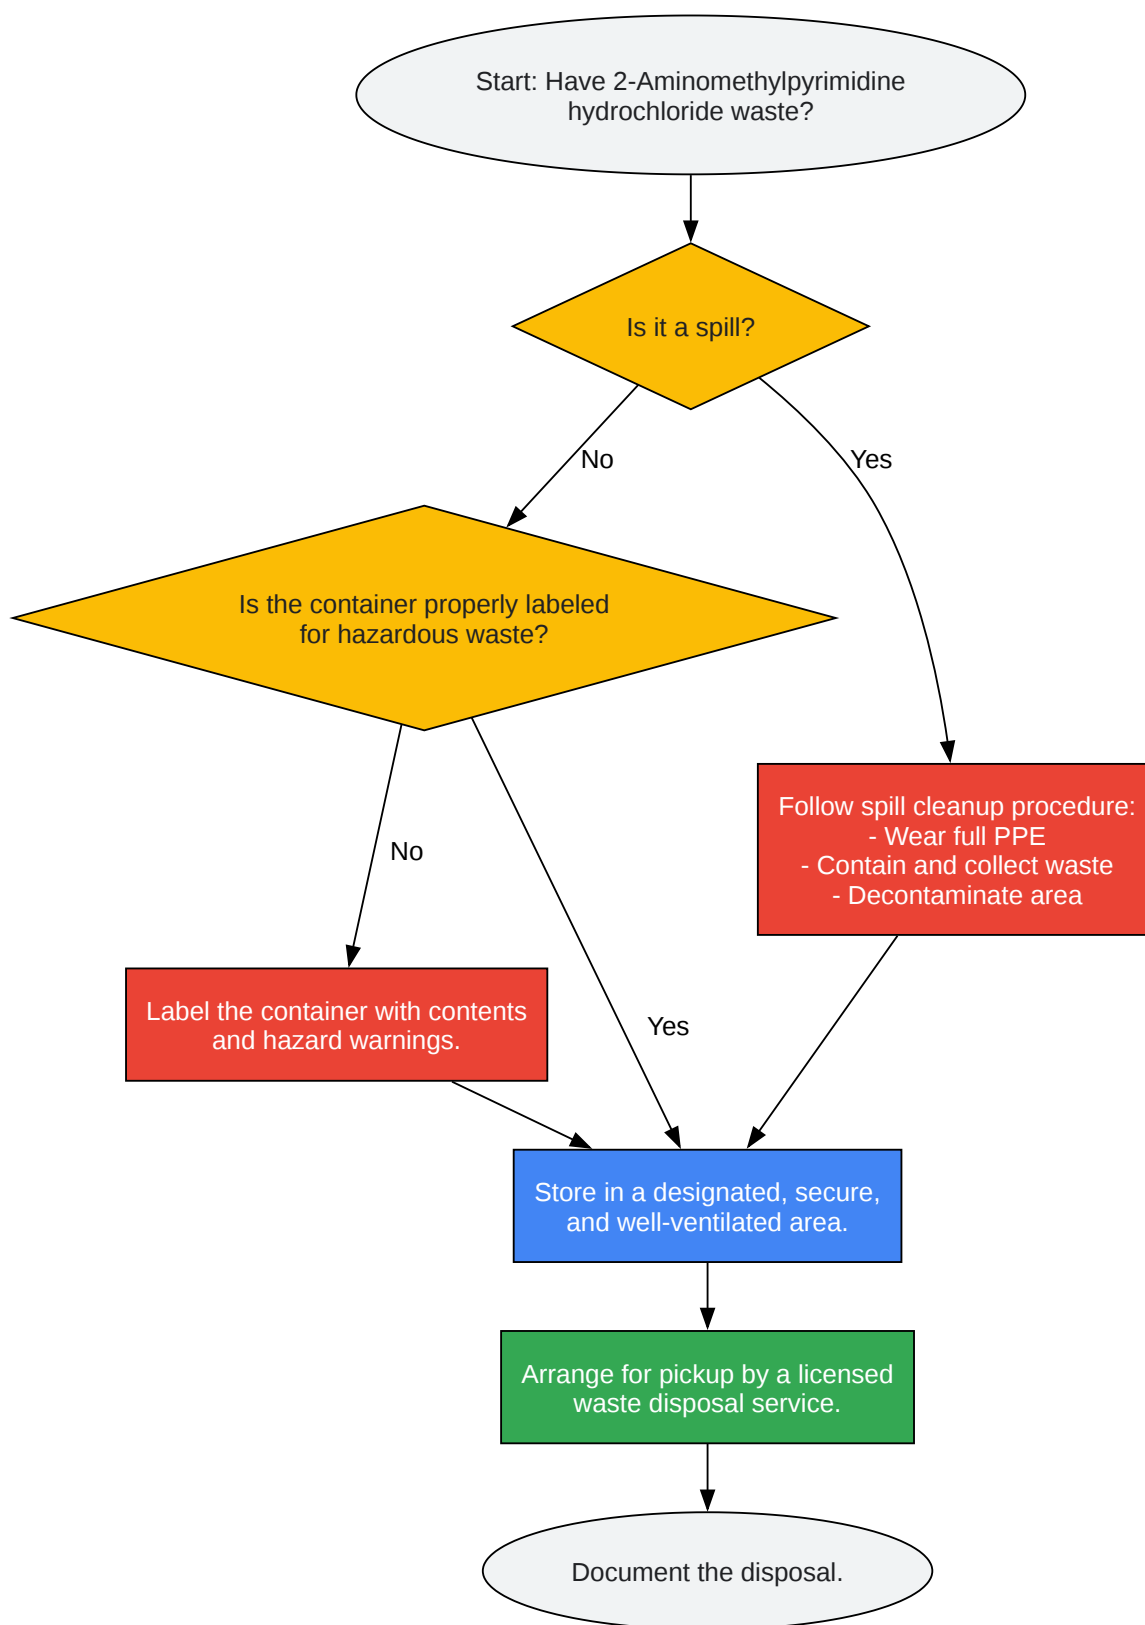 Start: Have 2-Aminomethylpyrimidine
hydrochloride waste?
Is it a spill?
No
Yes
Is the container properly labeled
for hazardous waste?
Follow spill cleanup procedure:
- Wear full PPE
- Contain and collect waste
- Decontaminate area
No
Label the container with contents
and hazard warnings.
Yes
Store in a designated, secure,
and well-ventilated area.
Arrange for pickup by a licensed
waste disposal service.
Document the disposal.